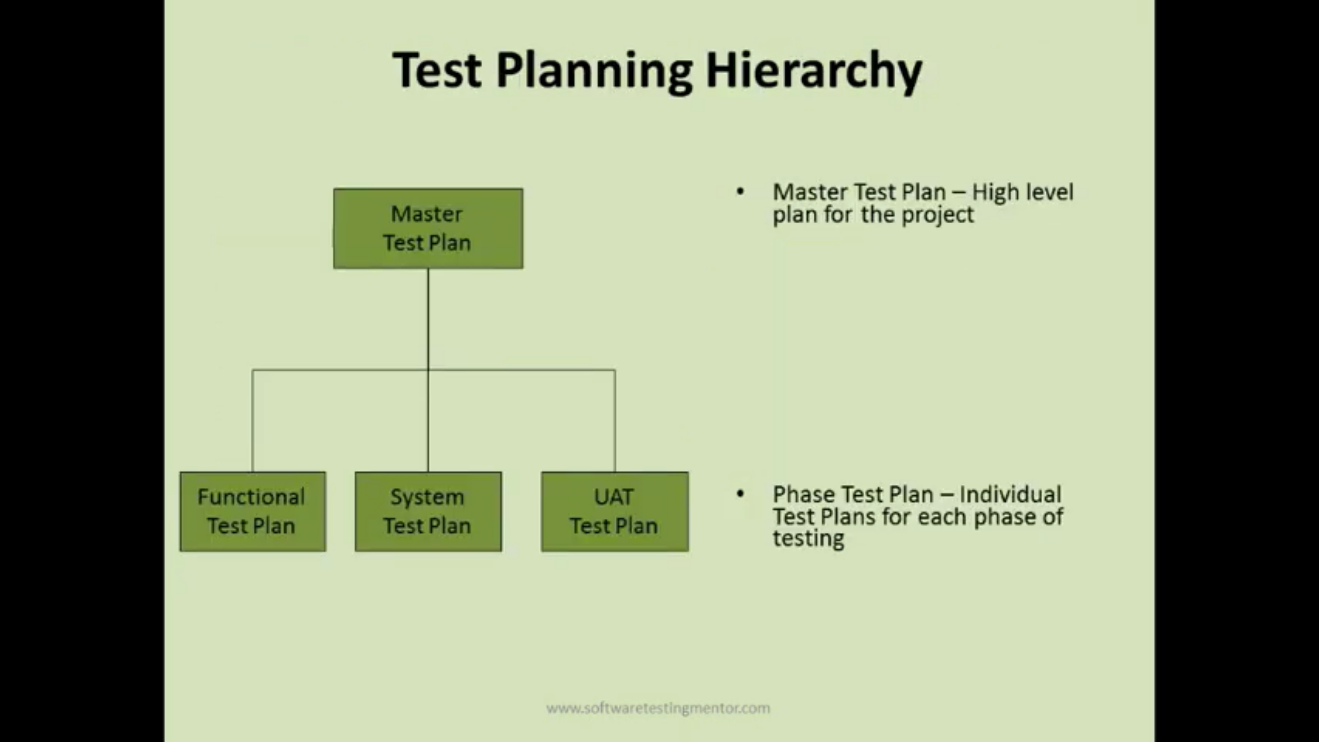 Test Planning Hierarchy
Master
Test Plan
• Master Test Plan – High level
plan for the project
Functional
Test Plan
System
Test Plan
UAT
Test Plan
• Phase Test Plan – Individual
Test Plans for each phase of
testing
www.softwaretestingmentor.com